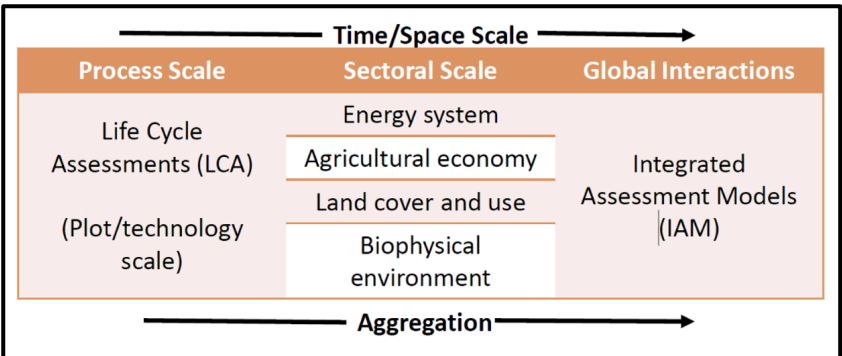 Time/Space Scale
Process Scale
Sectoral Scale
Global Interactions
Life Cycle
Assessments (LCA)
(Plot/technology
scale)
Energy system
Agricultural economy
Land cover and use
Biophysical
environment
Integrated
Assessment Models
(IAM)
Aggregation